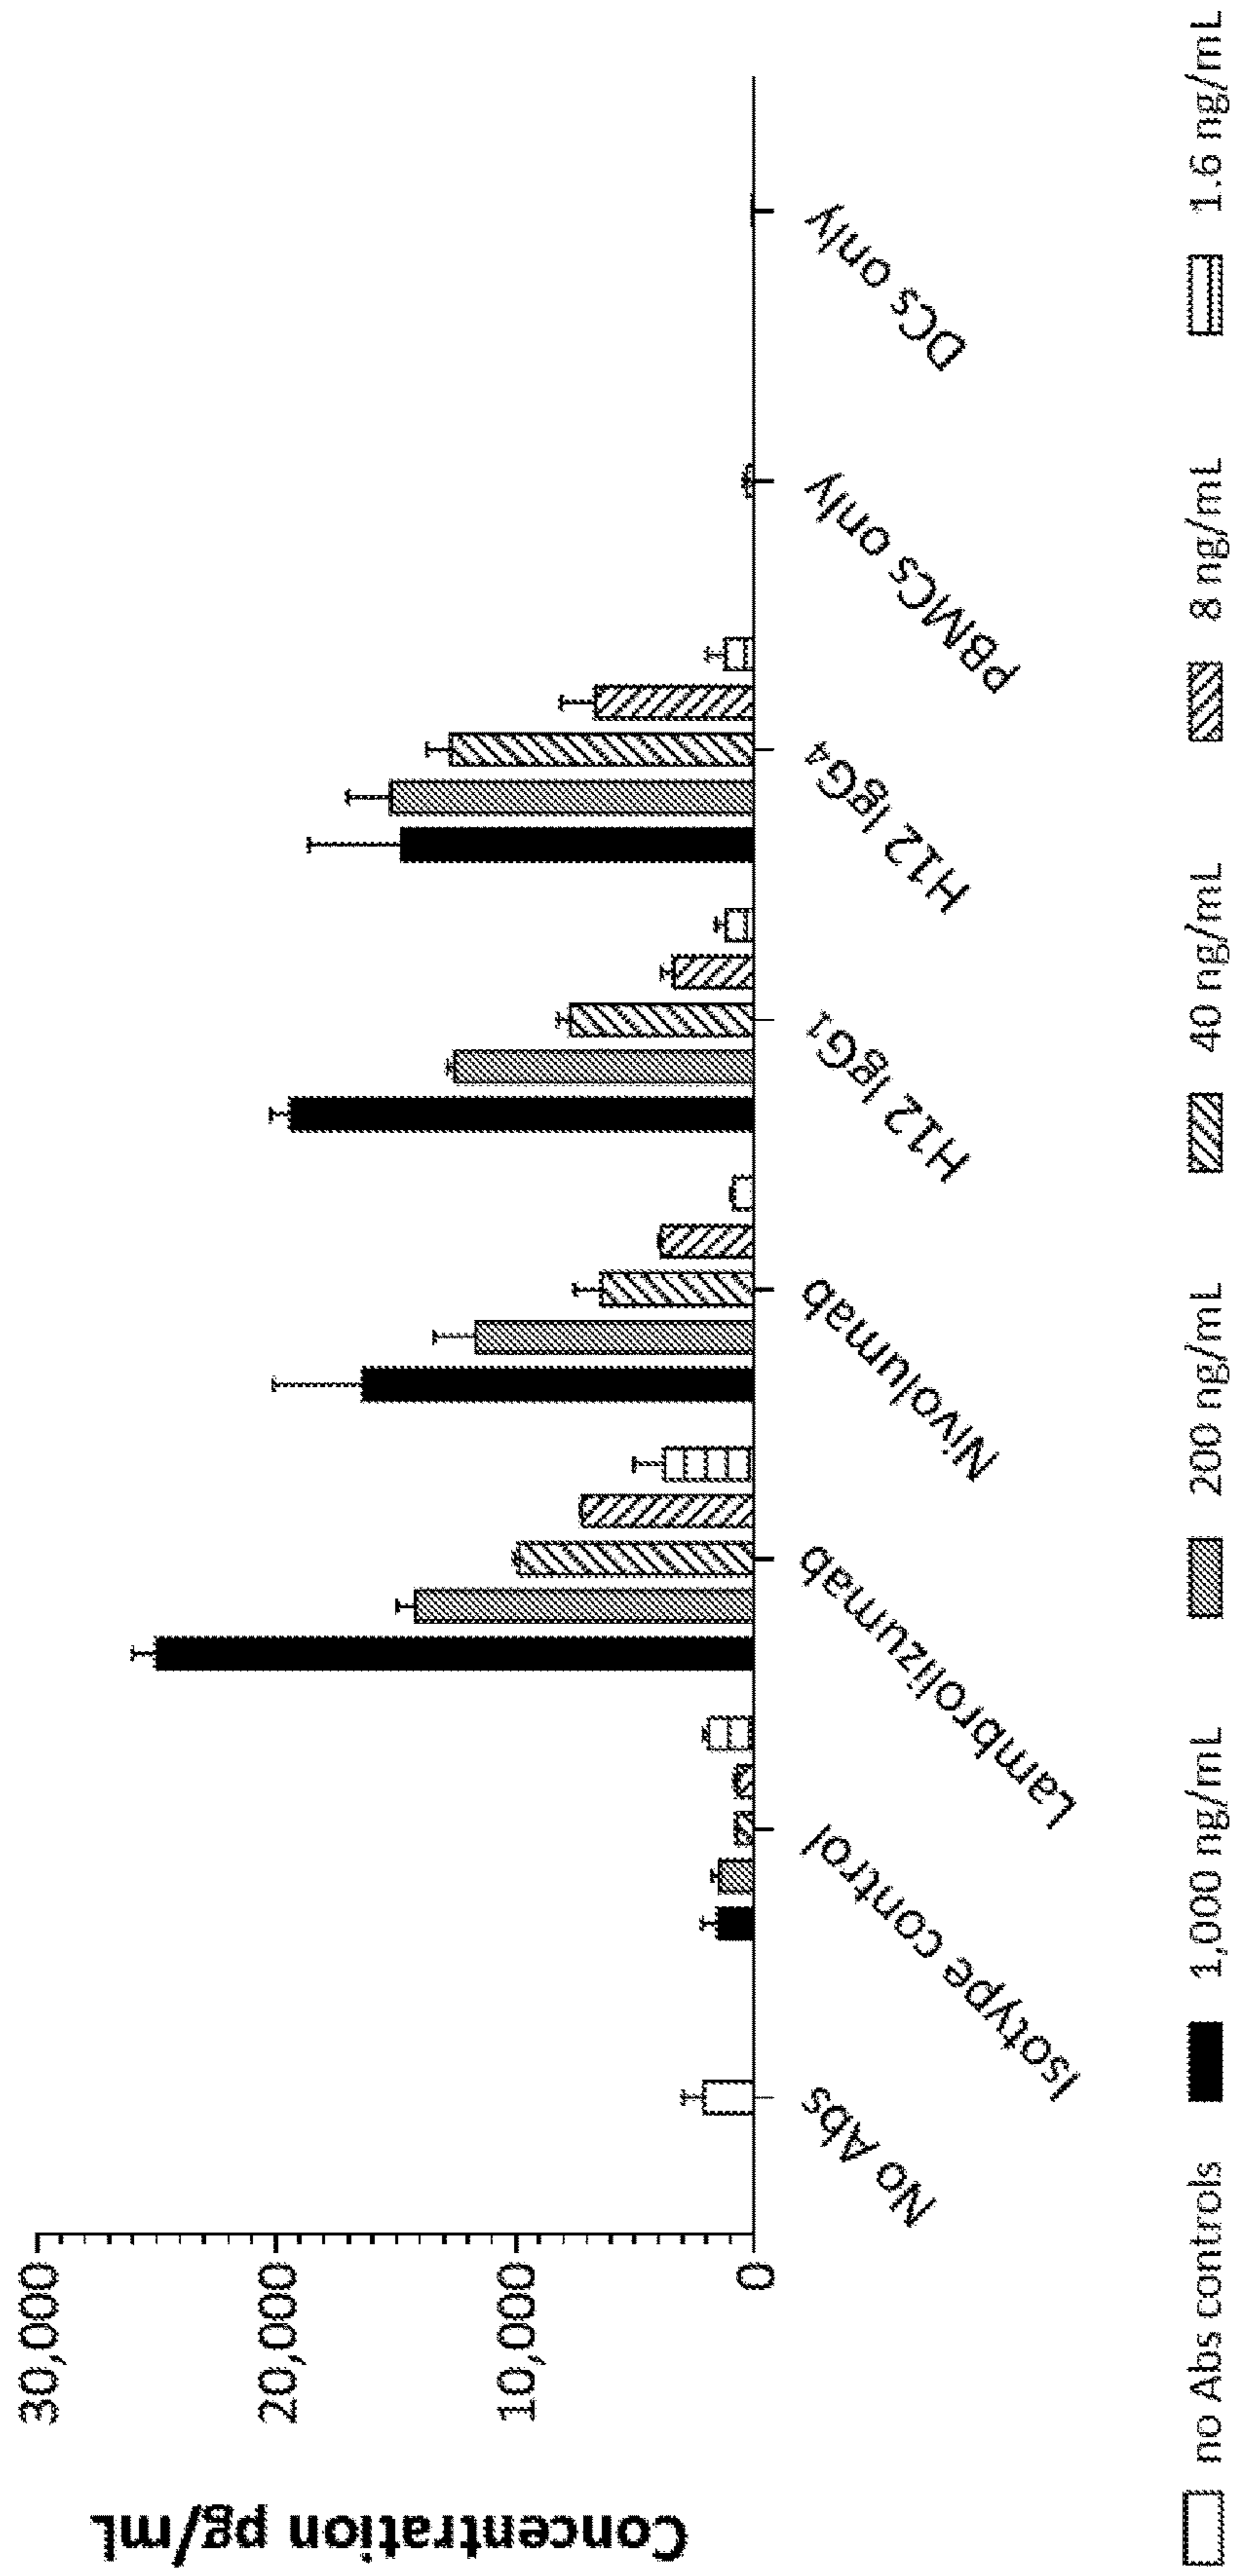 Concentration pg/mL
30,000
20,000
10,000
0
No Abs
Isotype control
Lambrolizumab
Nivolumab
H12 IgG1
H12 IgG4
PBMCs only
DCs only
no Abs controls
1,000 ng/mL
200 ng/mL
40 ng/mL
8 ng/mL
1.6 ng/mL